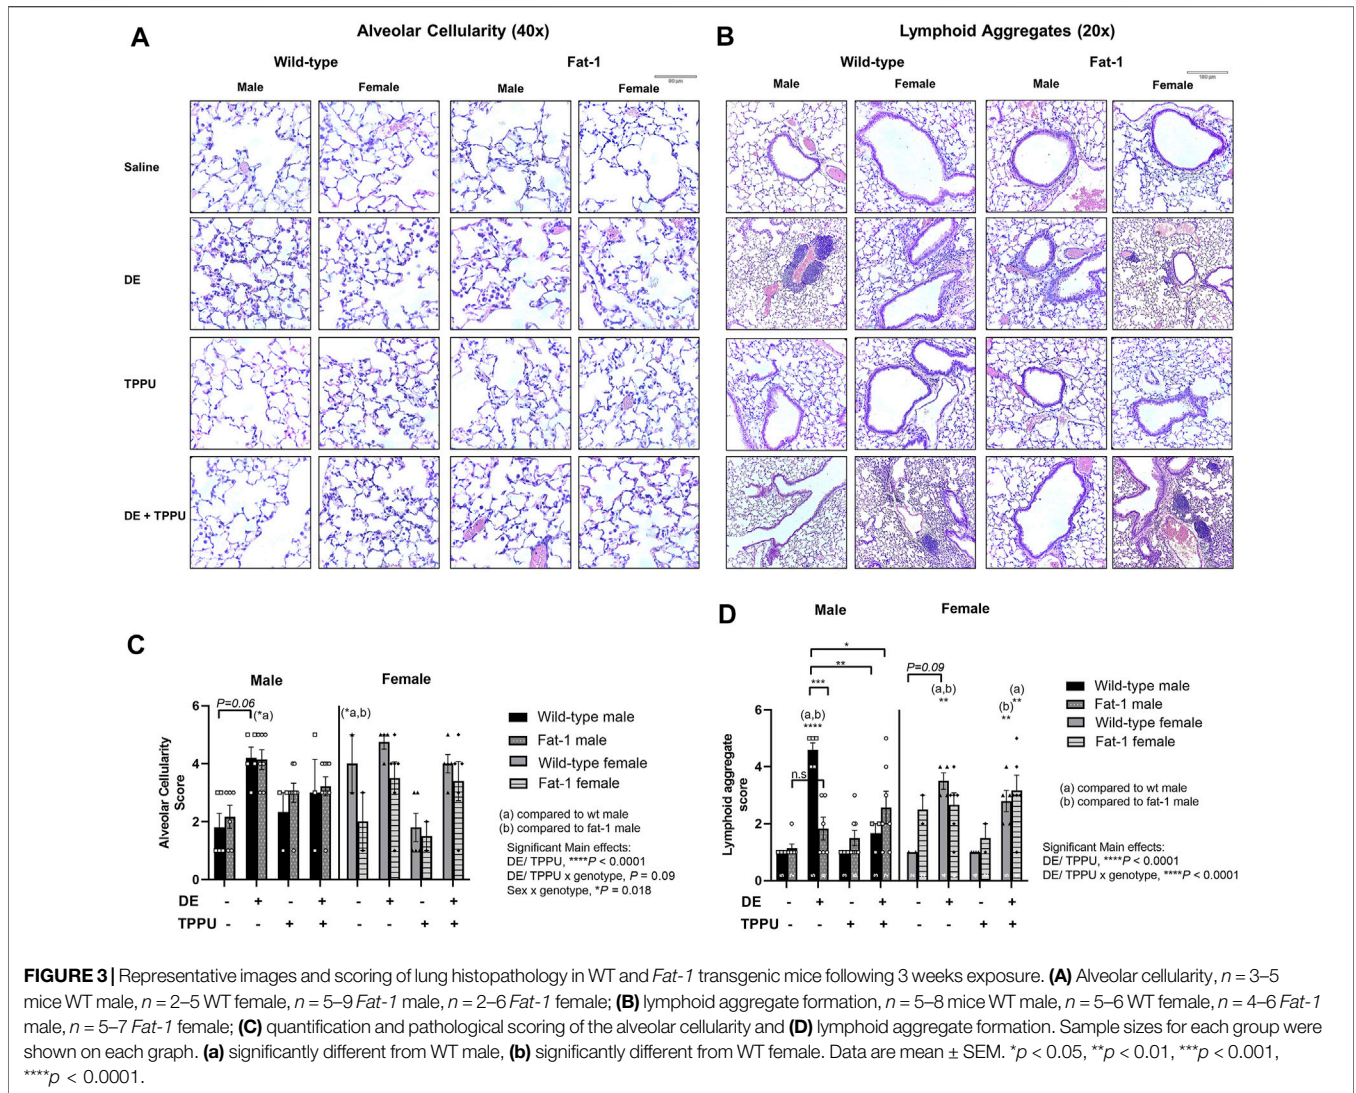 A
Alveolar Cellularity (40x)
Wild-type
Fat-1
Male
Female
Male
Female
B
Lymphoid Aggregates (20x)
Wild-type
Fat-1
Male
Female
Male
Female
Saline
DE
TPPU
DE + TPPU
C
Male
Female
P=0.06
(*a)
(*a,b)
Alveolar Cellularity
Score
6
4
2
0
DE - + - + - + - +
TPPU - - + + - - + +
Wild-type male
Fat-1 male
Wild-type female
Fat-1 female
(a) compared to wt male
(b) compared to fat-1 male
Significant Main effects:
DE/ TPPU, ****P < 0.0001
DE/ TPPU x genotype, P = 0.09
Sex x genotype, *P = 0.018
D
Male
Female
*
**
***
(a,b)
****
n.s
P=0.09
(a,b)
**
(b)
**
(a)
**
Lymphoid aggregate
score
6
4
2
0
DE - + - + - + - +
TPPU - - + + - - + +
Wild-type male
Fat-1 male
Wild-type female
Fat-1 female
(a) compared to wt male
(b) compared to fat-1 male
Significant Main effects:
DE/ TPPU, ****P < 0.0001
DE/ TPPU x genotype, ****P < 0.0001
FIGURE 3 | Representative images and scoring of lung histopathology in WT and Fat-1 transgenic mice following 3 weeks exposure. (A) Alveolar cellularity, n = 3–5
mice WT male, n = 2–5 WT female, n = 5–9 Fat-1 male, n = 2–6 Fat-1 female; (B) lymphoid aggregate formation, n = 5–8 mice WT male, n = 5–6 WT female, n = 4–6 Fat-1
male, n = 5–7 Fat-1 female; (C) quantification and pathological scoring of the alveolar cellularity and (D) lymphoid aggregate formation. Sample sizes for each group were
shown on each graph. (a) significantly different from WT male, (b) significantly different from WT female. Data are mean ± SEM. *p < 0.05, **p < 0.01, ***p < 0.001,
****p < 0.0001.